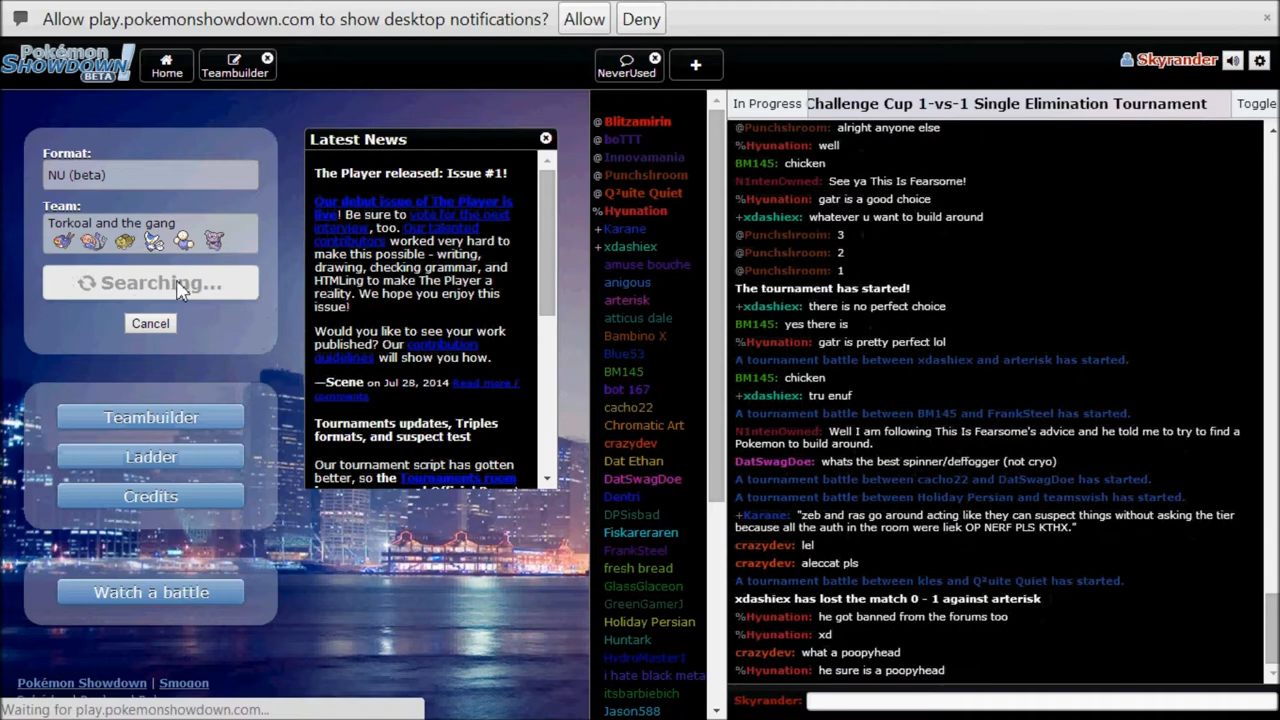 Allow play.pokemonshowdown.com to show desktop notifications?
Allow
Deny
Pokémon
Showdown!
BETA
Home
Teambuilder
NeverUsed
Skyrander
Format:
NU (beta)
Team:
Torkoal and the gang
Searching...
Cancel
Teambuilder
Ladder
Credits
Watch a battle
Pokémon Showdown | Smogon
Waiting
pokemonshowdown.com...
Latest News
The Player released: Issue #1!
Our debut issue of The Player is
live! Be sure to vote for the next
interview, too. Our talented
contributors worked very hard to
make this possible - writing,
drawing, checking grammar, and
HTMLing to make The Player a
reality. We hope you enjoy this
issue!
Would you like to see your work
published? Our contribution
guidelines will show you how.
—Scene on Jul 28, 2014 Read more /
comments
Tournaments updates, Triples
formats, and suspect test
Our tournament script has gotten
better, so the Tournaments room
@ Blitzamirin
@ boTTT
@ Innovamania
@ Punchshroom
@ Q²uite Quiet
% Hyunation
+ Karane
+ xdashiex
amuse bouche
anigous
arterisk
atticus dale
Bambino X
Blue53
BM145
bot 167
cacho22
Chromatic Art
crazydev
Dat Ethan
DatSwagDoe
Dentri
DPSisbad
Fiskareraren
FrankSteel
fresh bread
GlassGlaceon
GreenGamerJ
Holiday Persian
Huntark
HydroMaster1
i hate black meta
itsbarbiebich
Jason588
In Progress
Challenge Cup 1-vs-1 Single Elimination Tournament
Toggle
@Punchshroom: alright anyone else
%Hyunation: well
BM145: chicken
N1ntenOwned: See ya This Is Fearsome!
%Hyunation: gatr is a good choice
+xdashiex: whatever u want to build around
@Punchshroom: 3
@Punchshroom: 2
@Punchshroom: 1
The tournament has started!
+xdashiex: there is no perfect choice
BM145: yes there is
%Hyunation: gatr is pretty perfect lol
A tournament battle between xdashiex and arterisk has started.
BM145: chicken
+xdashiex: tru enuf
A tournament battle between BM145 and FrankSteel has started.
N1ntenOwned: Well I am following This Is Fearsome's advice and he told me to try to find a
Pokemon to build around.
DatSwagDoe: whats the best spinner/deffogger (not cryo)
A tournament battle between cacho22 and DatSwagDoe has started.
A tournament battle between Holiday Persian and teamswish has started.
+Karane: "zeb and ras go around acting like they can suspect things without asking the tier
because all the auth in the room were liek OP NERF PLS KTHX."
crazydev: lel
crazydev: aleccat pls
A tournament battle between kles and Q²uite Quiet has started.
xdashiex has lost the match 0 - 1 against arterisk
%Hyunation: he got banned from the forums too
%Hyunation: xd
crazydev: what a poopyhead
%Hyunation: he sure is a poopyhead
Skyrander: